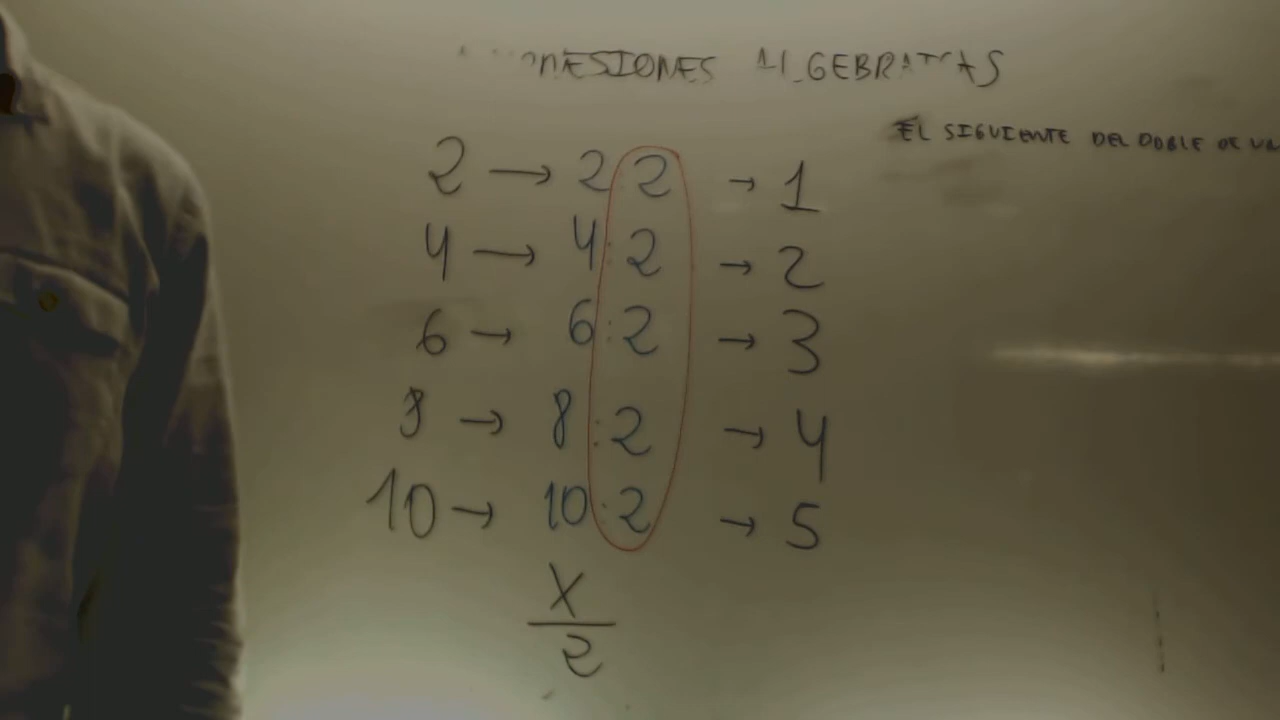 EL SIGUIENTE DEL DOBLE DE
2 → 2 2 → 1
4 → 4:2 → 2
6 → 6:2 → 3
8 → 8:2 → 4
10 → 10:2 → 5
X
2